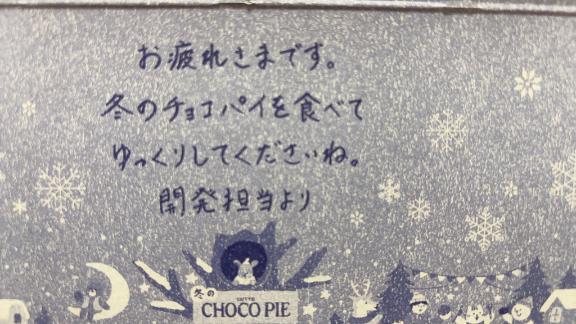 お疲れさまです。
冬のチョコパイを食べて
ゆっくりしてくださいね。
開発担当より
冬の
LOTTE
CHOCO PIE